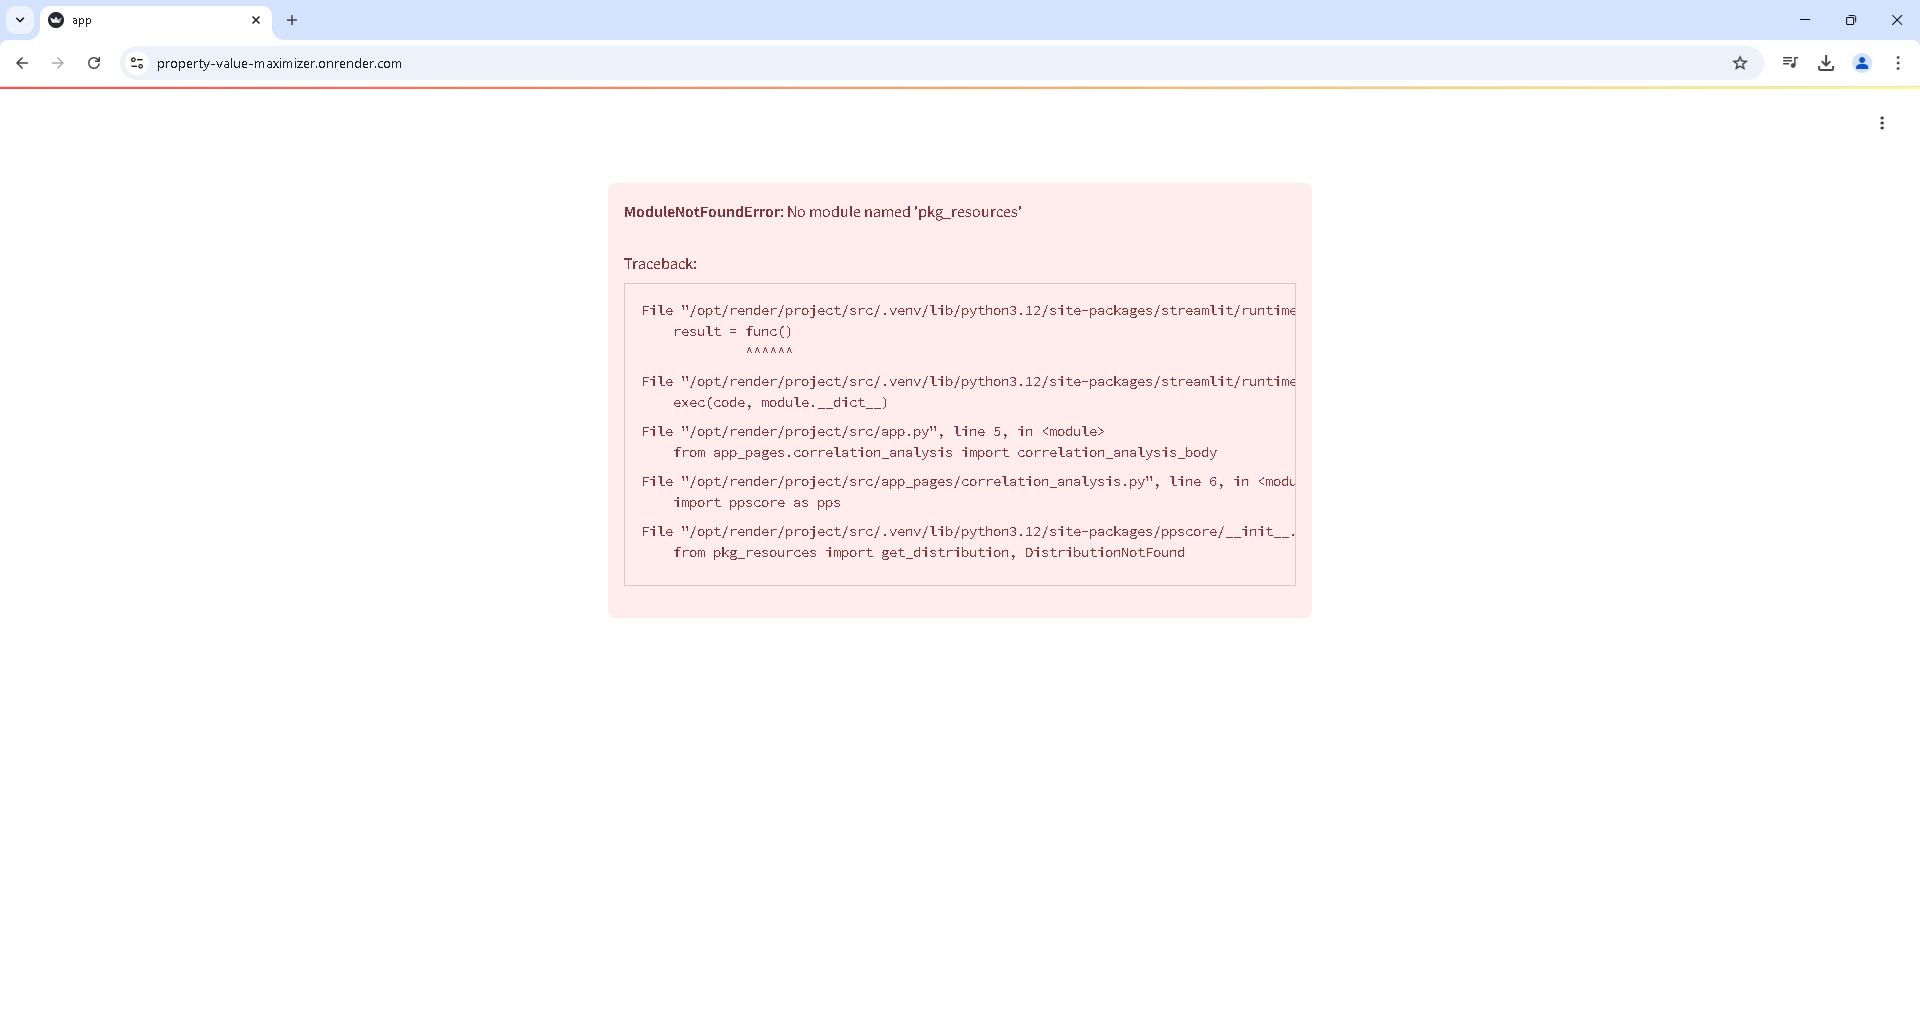 app
property-value-maximizer.onrender.com
ModuleNotFoundError: No module named 'pkg_resources'
Traceback:
File "/opt/render/project/src/.venv/lib/python3.12/site-packages/streamlit/runtime
result = func()
^^^^^^
File "/opt/render/project/src/.venv/lib/python3.12/site-packages/streamlit/runtime
exec(code, module.__dict__)
File "/opt/render/project/src/app.py", line 5, in <module>
from app_pages.correlation_analysis import correlation_analysis_body
File "/opt/render/project/src/app_pages/correlation_analysis.py", line 6, in <modu
import ppscore as pps
File "/opt/render/project/src/.venv/lib/python3.12/site-packages/ppscore/__init__.
from pkg_resources import get_distribution, DistributionNotFound